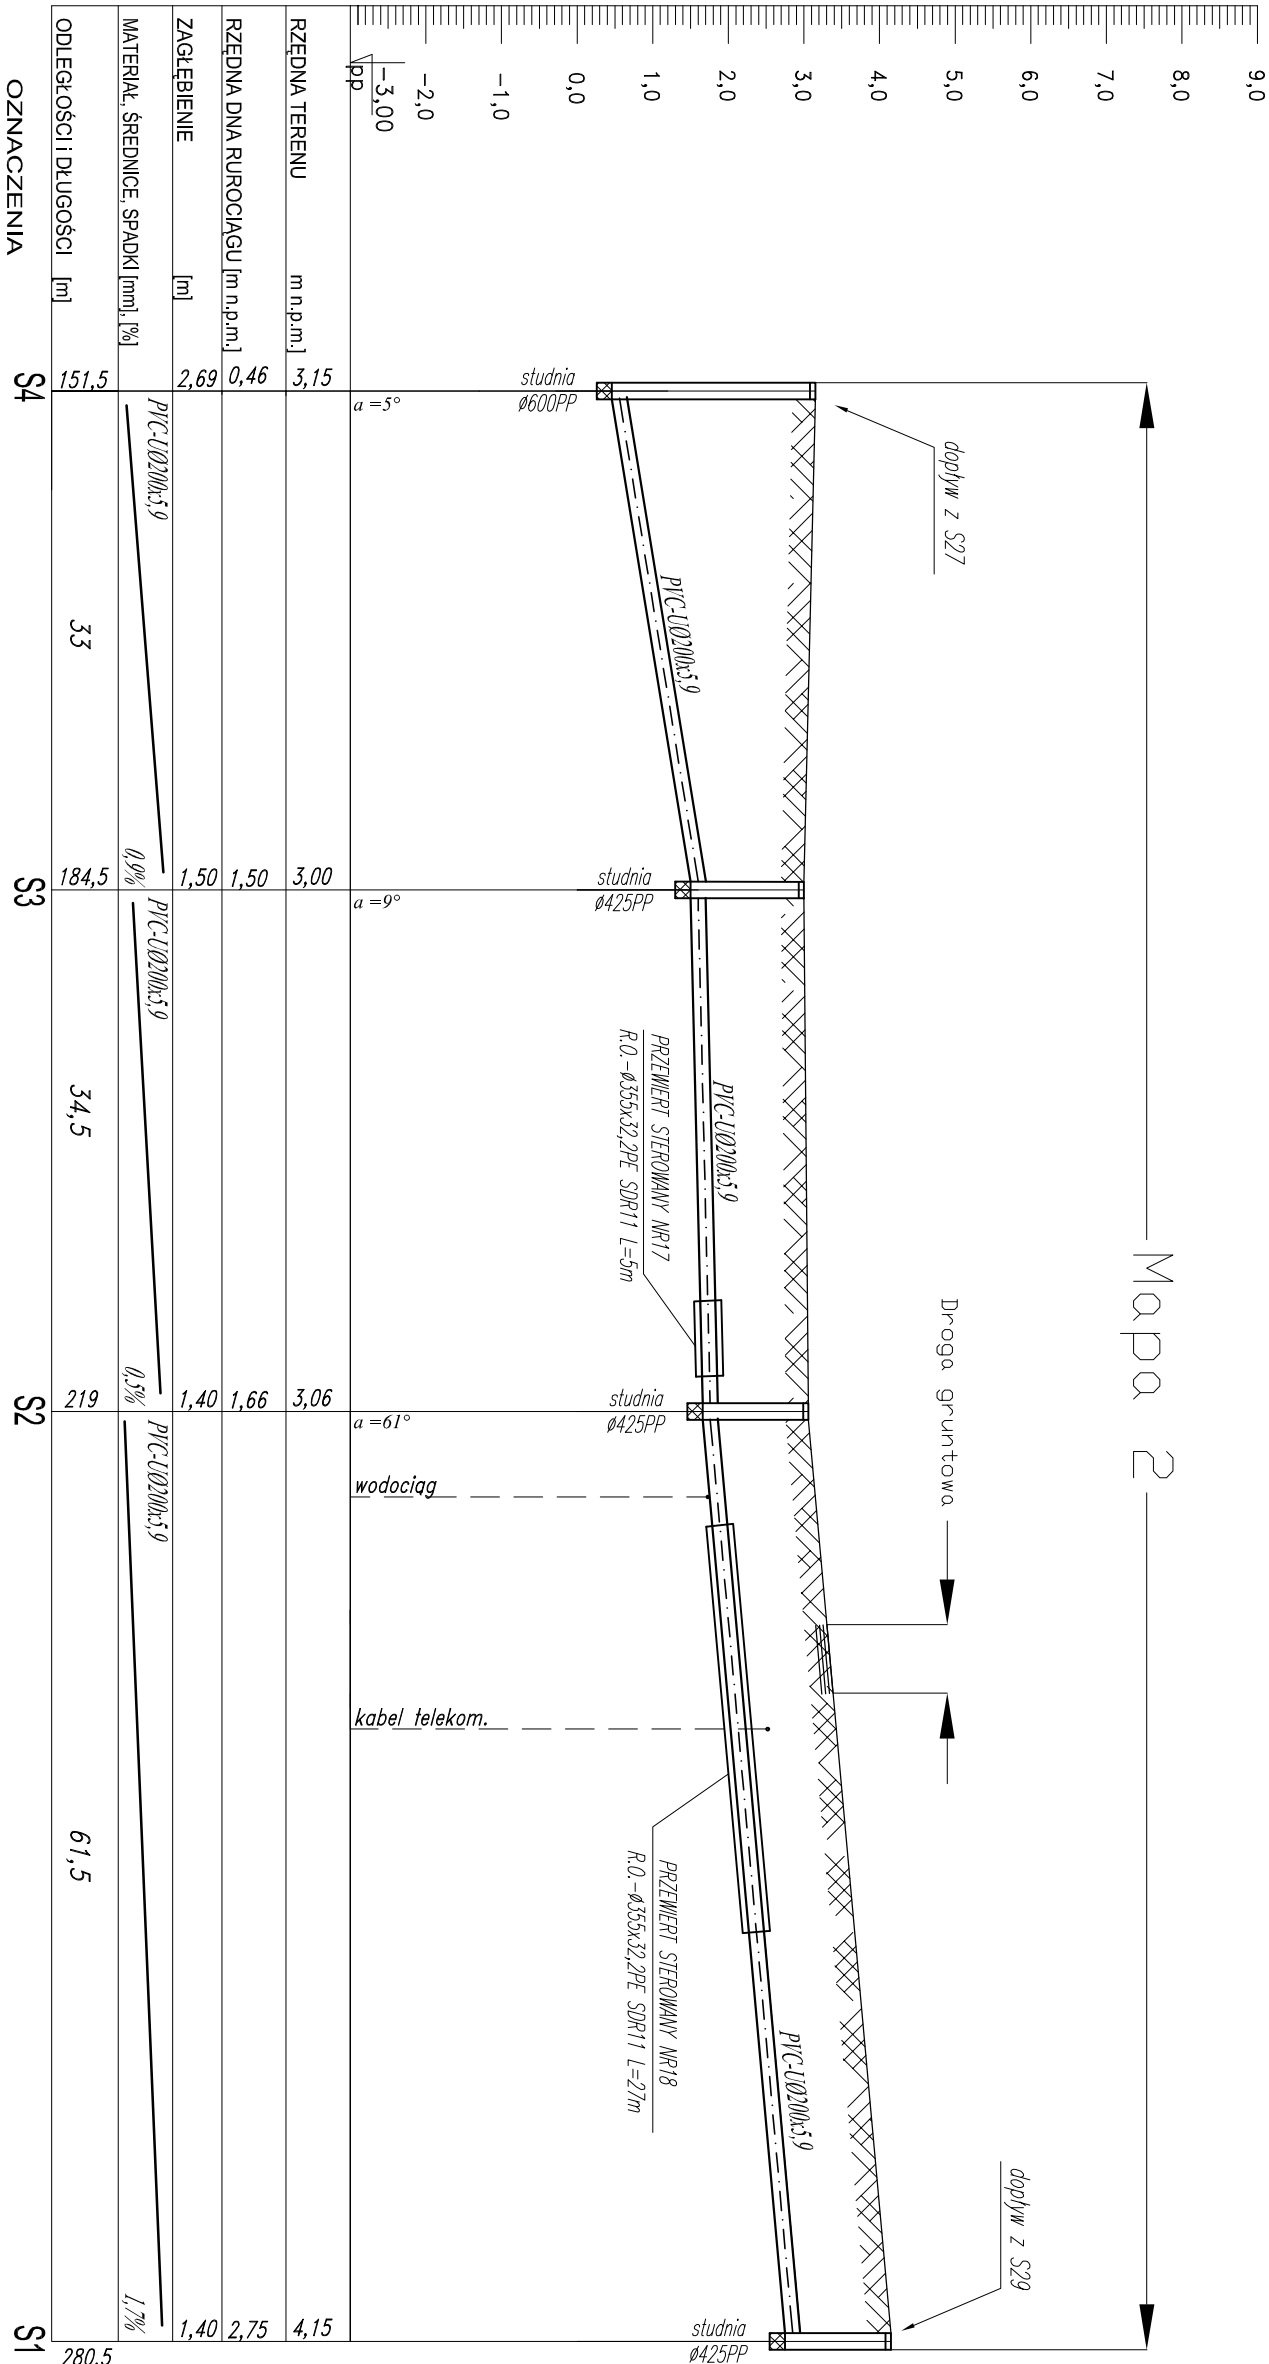 Mapa 2
9,0
8,0
7,0
6,0
5,0
4,0
3,0
2,0
1,0
0,0
-1,0
-2,0
-3,00
pp
dopływ z S27
Droga gruntowa
dopływ z S29
PVC-UØ200x5,9
PVC-UØ200x5,9
PVC-UØ200x5,9
PRZEWIERT STEROWANY NR17
R.O.-ø355x32,2PE SDR11 L=5m
PRZEWIERT STEROWANY NR18
R.O.-ø355x32,2PE SDR11 L=27m
studnia
ø600PP
studnia
ø425PP
studnia
ø425PP
studnia
ø425PP
wodociąg
kabel telekom.
a =5°
a =9°
a =61°
RZĘDNA TERENU m n.p.m.]
3,15 3,00 3,06 4,15
RZĘDNA DNA RUROCIĄGU [m n.p.m.]
0,46 1,50 1,66 2,75
ZAGŁĘBIENIE [m]
2,69 1,50 1,40 1,40
MATERIAŁ, ŚREDNICE, SPADKI [mm], [%]
PVC-UØ200x5,9 0,9% PVC-UØ200x5,9 0,5% PVC-UØ200x5,9 1,7%
ODLEGŁOŚCI i DŁUGOŚCI [m]
151,5 33 184,5 34,5 219 61,5 280,5
OZNACZENIA
S4 S3 S2 S1